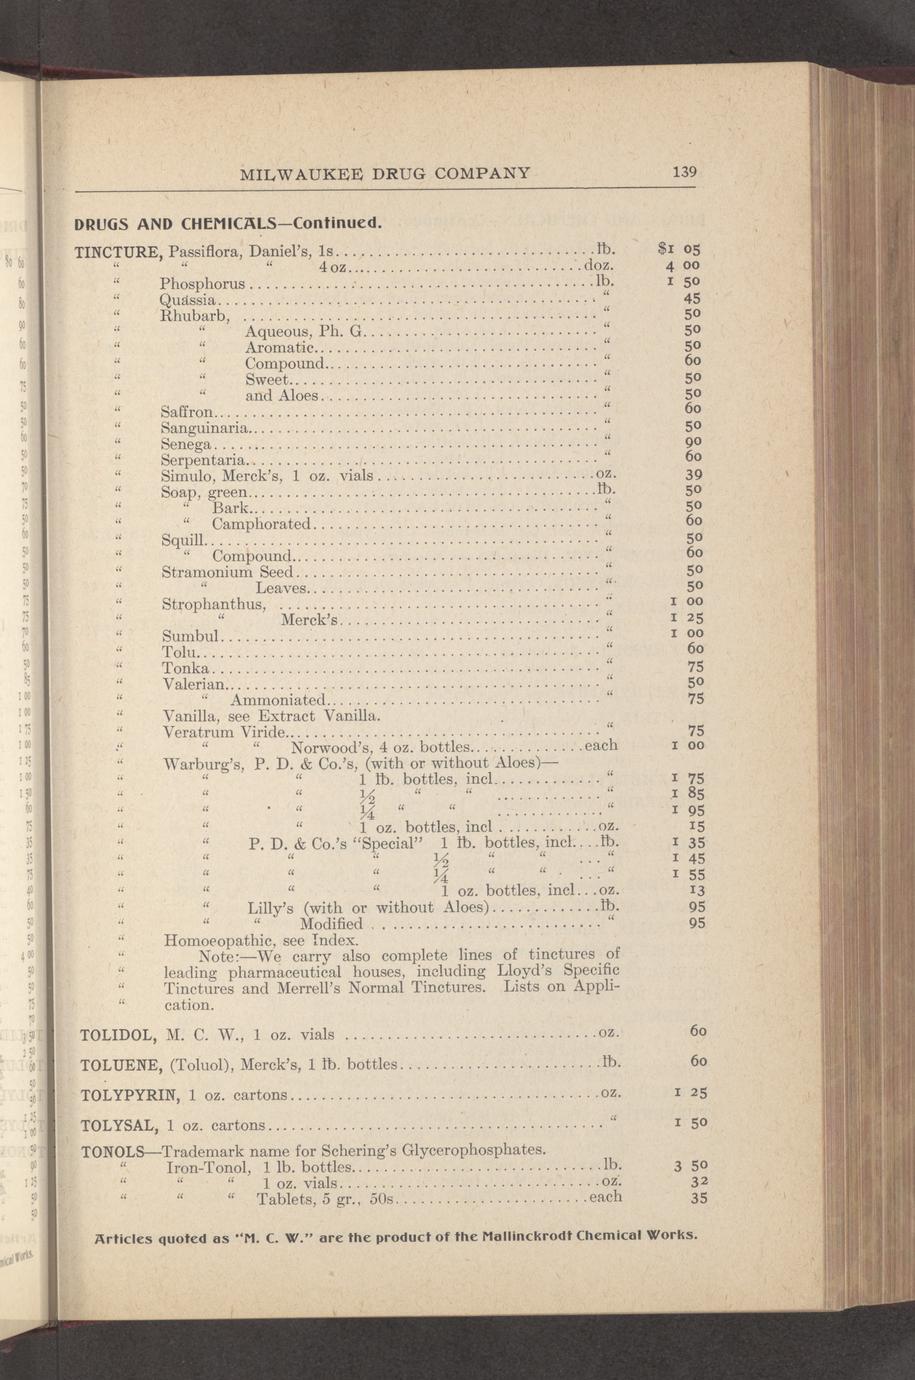 MILWAUKEE DRUG COMPANY 139
DRUGS AND CHEMICALS—Continued.
TINCTURE, Passiflora, Daniel's, 1s..............................lb. $1 05
“ “ “ 4 oz..............................doz. 4 00
“ Phosphorus..............................lb. 1 50
“ Quassia.............................. “ 45
“ Rhubarb, .............................. “ 50
“ “ Aqueous, Ph. G.............................. “ 50
“ “ Aromatic.............................. “ 50
“ “ Compound.............................. “ 60
“ “ Sweet.............................. “ 50
“ “ and Aloes.............................. “ 50
“ Saffron.............................. “ 60
“ Sanguinaria.............................. “ 50
“ Senega.............................. “ 90
“ Serpentaria.............................. “ 60
“ Simulo, Merck's, 1 oz. vials..............................oz. 39
“ Soap, green..............................lb. 50
“ “ Bark.............................. “ 50
“ “ Camphorated.............................. “ 60
“ Squill.............................. “ 50
“ “ Compound.............................. “ 60
“ Stramonium Seed.............................. “ 50
“ “ Leaves.............................. “ 50
“ Strophanthus, .............................. “ 1 00
“ “ Merck's.............................. “ 1 25
“ Sumbul.............................. “ 1 00
“ Tolu.............................. “ 60
“ Tonka.............................. “ 75
“ Valerian.............................. “ 50
“ “ Ammoniated.............................. “ 75
“ Vanilla, see Extract Vanilla.
“ Veratrum Viride.............................. “ 75
“ “ “ Norwood's, 4 oz. bottles..............each 1 00
“ Warburg's, P. D. & Co.'s, (with or without Aloes)—
“ “ “ 1 lb. bottles, incl............. “ 1 75
“ “ “ ½ “ “ ............. “ 1 85
“ “ “ ¼ “ “ ............. “ 1 95
“ “ “ 1 oz. bottles, incl ...........oz. 15
“ “ P. D. & Co.'s “Special” 1 lb. bottles, incl....lb. 1 35
“ “ “ “ ½ “ “ ... “ 1 45
“ “ “ “ ¼ “ “ ... “ 1 55
“ “ “ “ 1 oz. bottles, incl...oz. 13
“ “ Lilly's (with or without Aloes).............lb. 95
“ “ “ Modified .............................. “ 95
“ Homoeopathic, see Index.
“ Note:—We carry also complete lines of tinctures of
“ leading pharmaceutical houses, including Lloyd's Specific
“ Tinctures and Merrell's Normal Tinctures. Lists on Appli-
“ cation.
TOLIDOL, M. C. W., 1 oz. vials ..............................oz. 60
TOLUENE, (Toluol), Merck's, 1 lb. bottles........................lb. 60
TOLYPYRIN, 1 oz. cartons..............................oz. 1 25
TOLYSAL, 1 oz. cartons.............................. “ 1 50
TONOLS—Trademark name for Schering's Glycerophosphates.
“ Iron-Tonol, 1 lb. bottles..............................lb. 3 50
“ “ “ 1 oz. vials..............................oz. 32
“ “ “ Tablets, 5 gr., 50s........................each 35
Articles quoted as “M. C. W.” are the product of the Mallinckrodt Chemical Works.